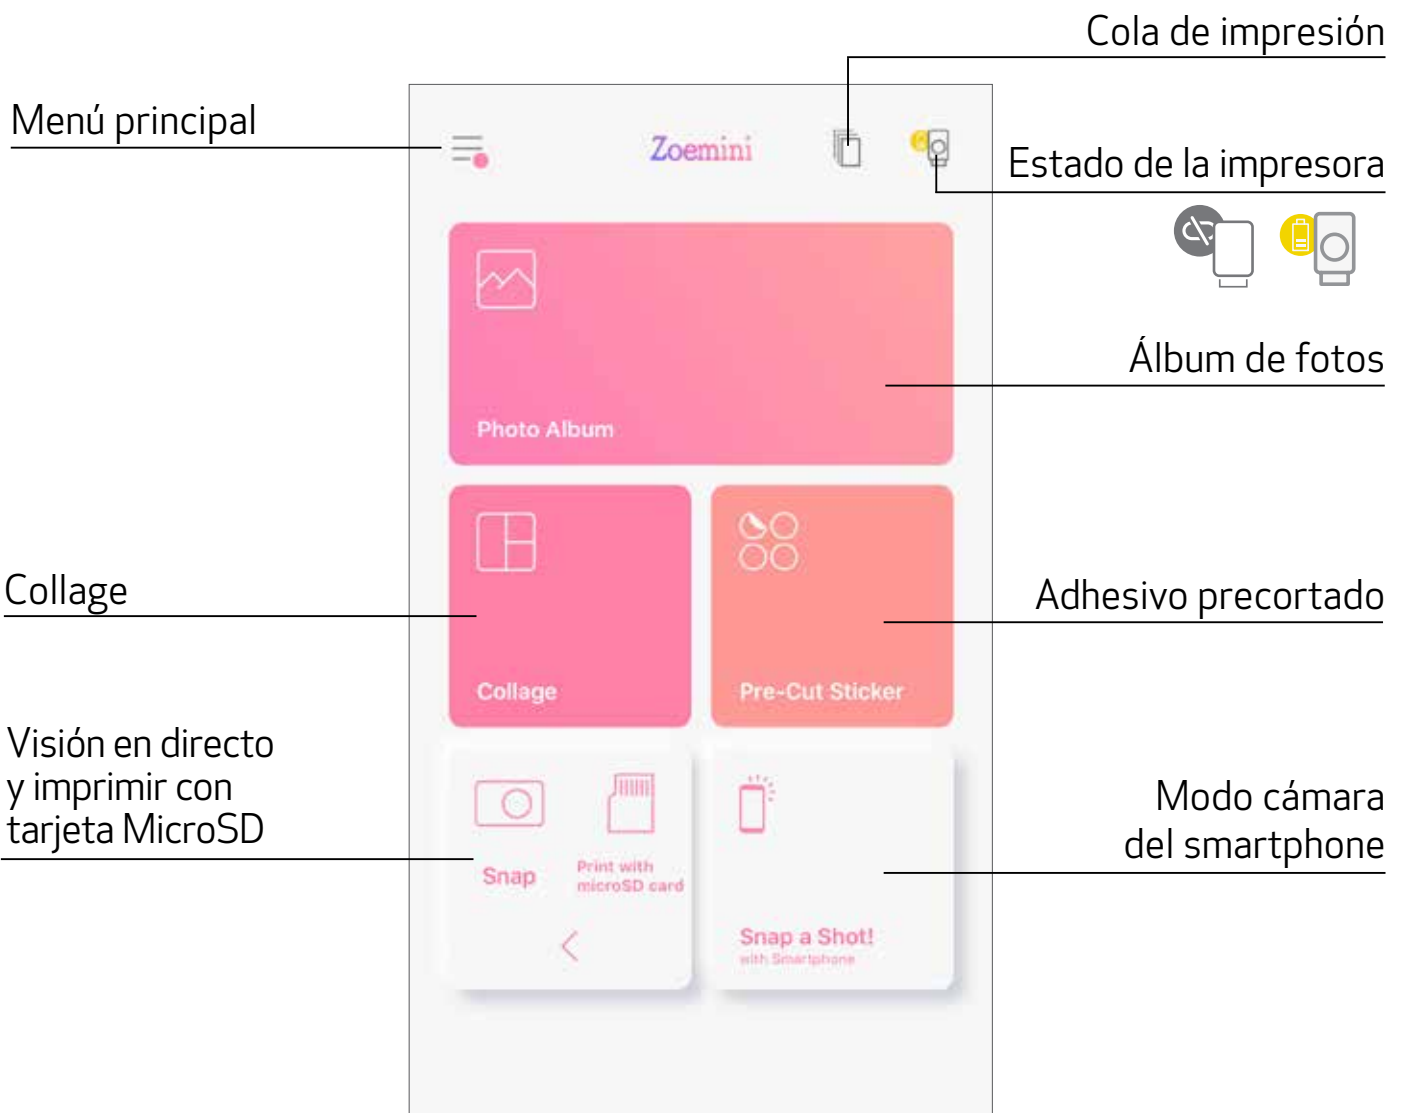 Cola de impresión
Menú principal
Zoemini
Estado de la impresora
Álbum de fotos
Photo Album
Collage
Adhesivo precortado
Collage
Pre-Cut Sticker
Visión en directo
y imprimir con
tarjeta MicroSD
Modo cámara
del smartphone
Snap
Print with
microSD card
Snap a Shot!
with Smartphone